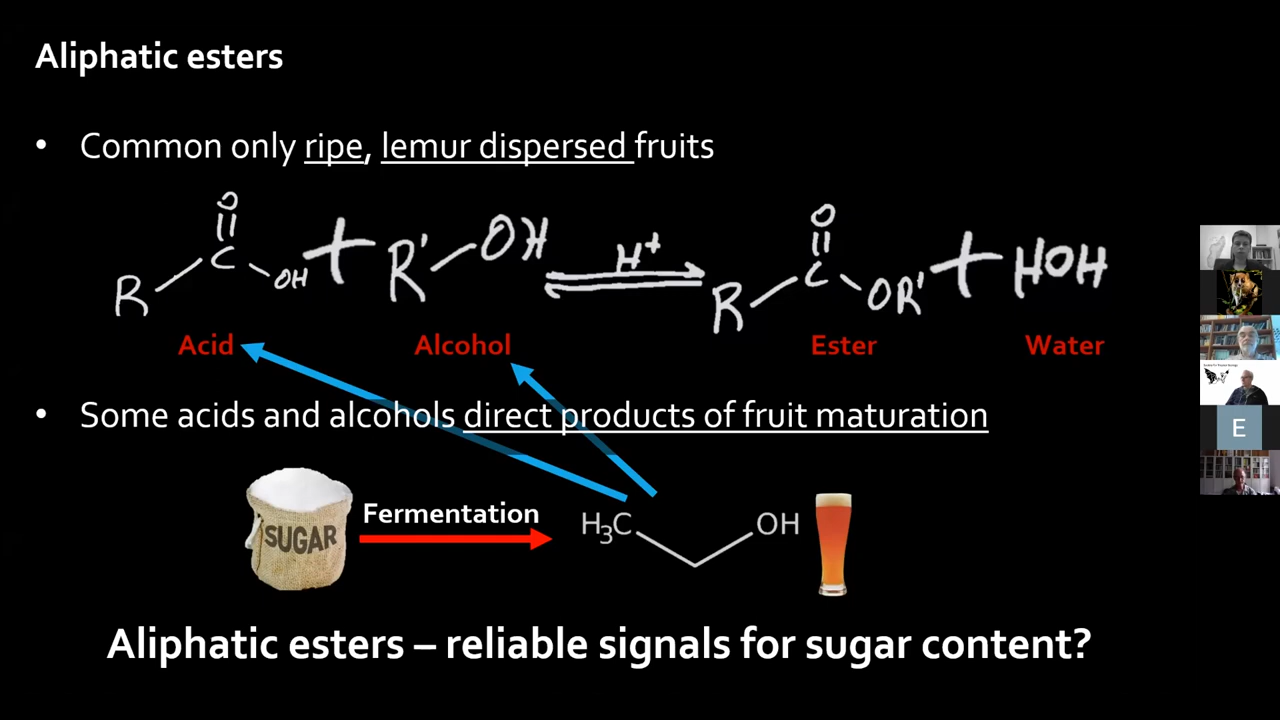 Aliphatic esters
• Common only ripe, lemur dispersed fruits
O
R C OH + R' OH H+ R C OR' + HOH
Acid Alcohol Ester Water
• Some acids and alcohols direct products of fruit maturation
SUGAR Fermentation H3C OH
Aliphatic esters – reliable signals for sugar content?
E